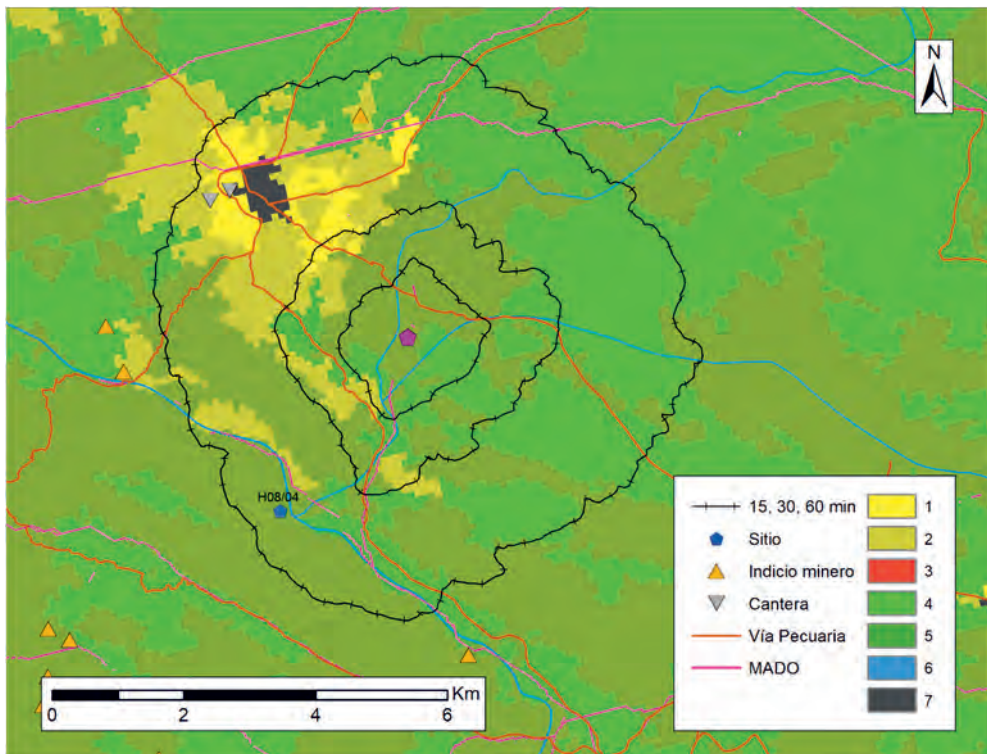 N
H08/04
15, 30, 60 min
Sitio
Indicio minero
Cantera
Vía Pecuaria
MADO
1
2
3
4
5
6
7
Km
0 2 4 6